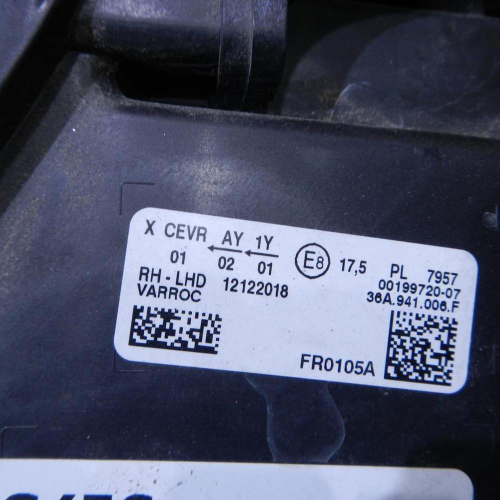 X CEVR AY 1Y
01 02 01 E8 17,5 PL 7957
00199720-07
RH - LHD 12122018 36A.941.006.F
VARROC
FR0105A